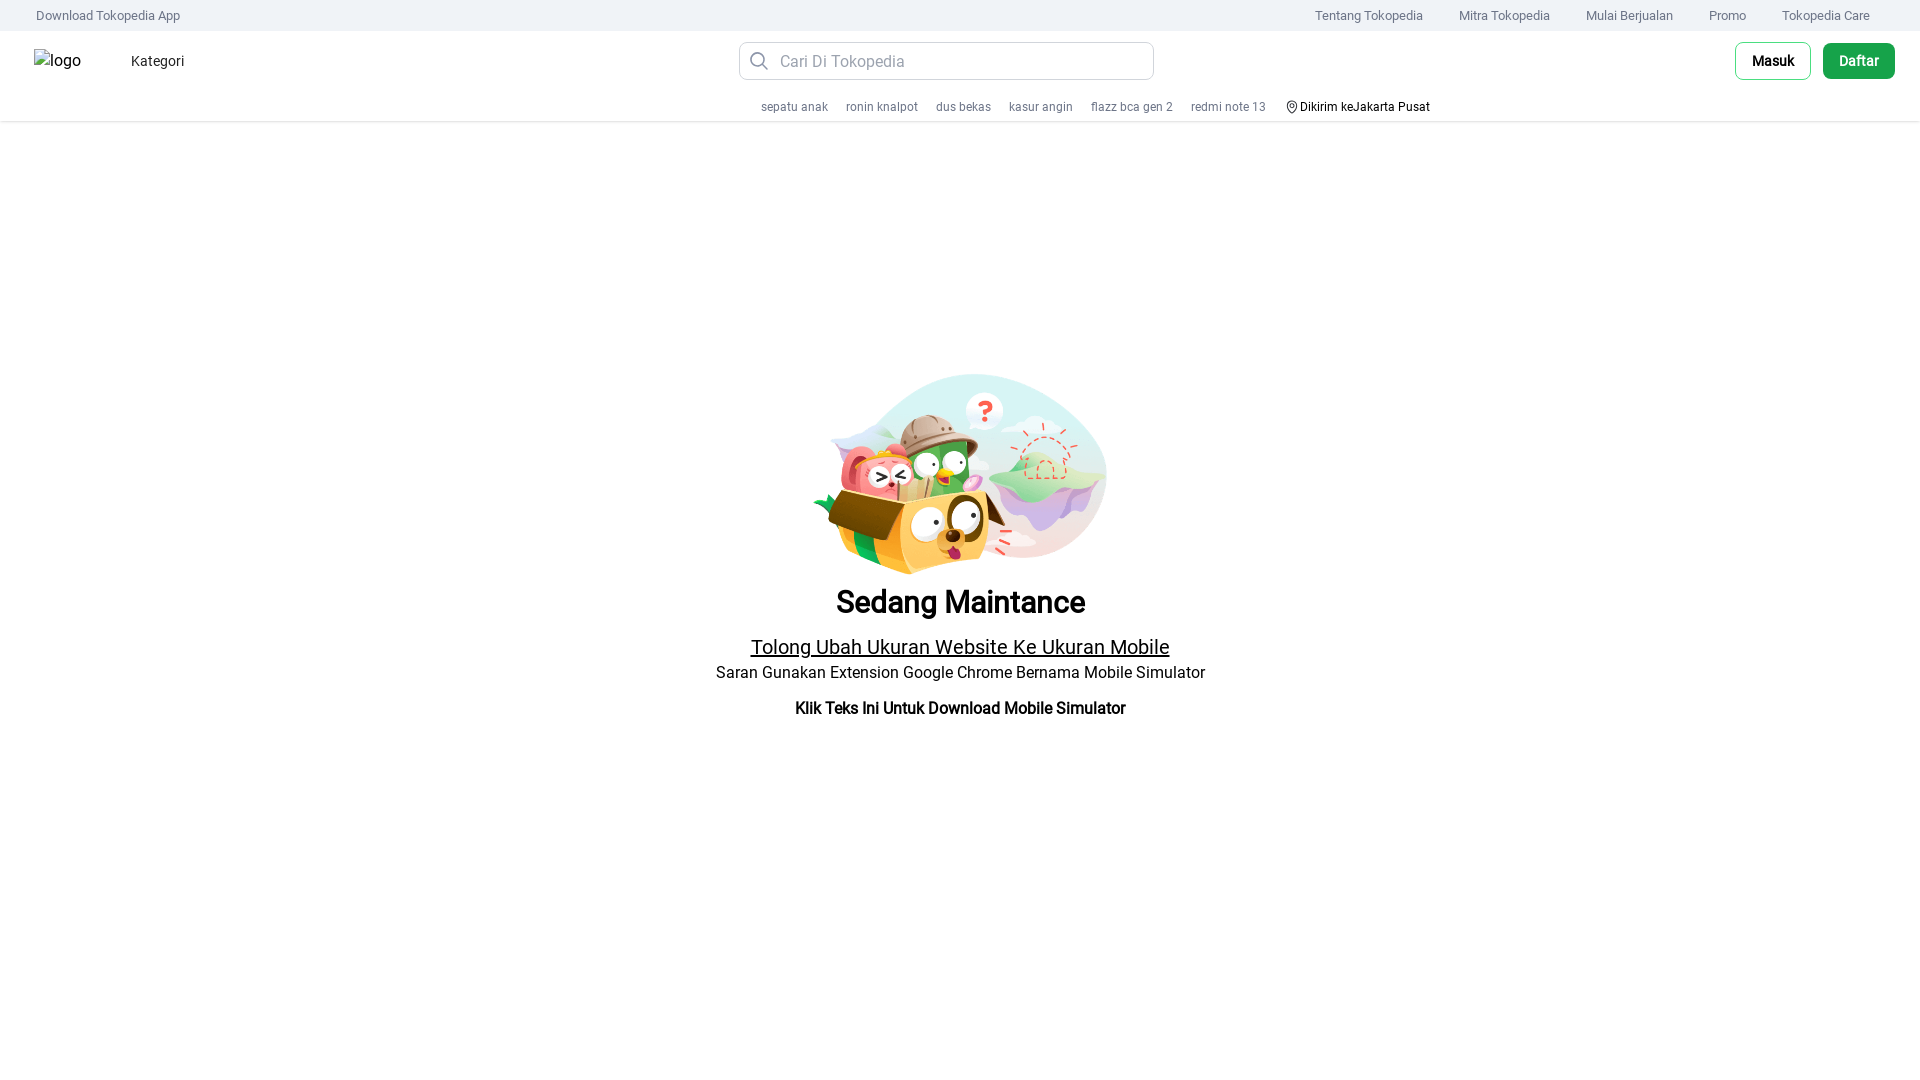 Download Tokopedia App Tentang Tokopedia Mitra Tokopedia Mulai Berjualan Promo Tokopedia Care
logo Kategori Cari Di Tokopedia Masuk Daftar
sepatu anak ronin knalpot dus bekas kasur angin flazz bca gen 2 redmi note 13 Dikirim keJakarta Pusat
?
Sedang Maintance
Tolong Ubah Ukuran Website Ke Ukuran Mobile
Saran Gunakan Extension Google Chrome Bernama Mobile Simulator
Klik Teks Ini Untuk Download Mobile Simulator